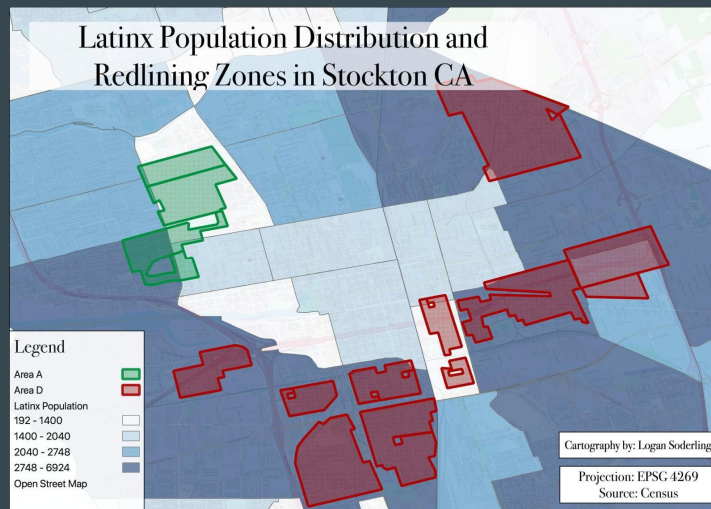 Latinx Population Distribution and
Redlining Zones in Stockton CA
Legend
Area A
Area D
Latinx Population
192 - 1400
1400 - 2040
2040 - 2748
2748 - 6924
Open Street Map
Cartography by: Logan Soderling
Projection: EPSG 4269
Source: Census